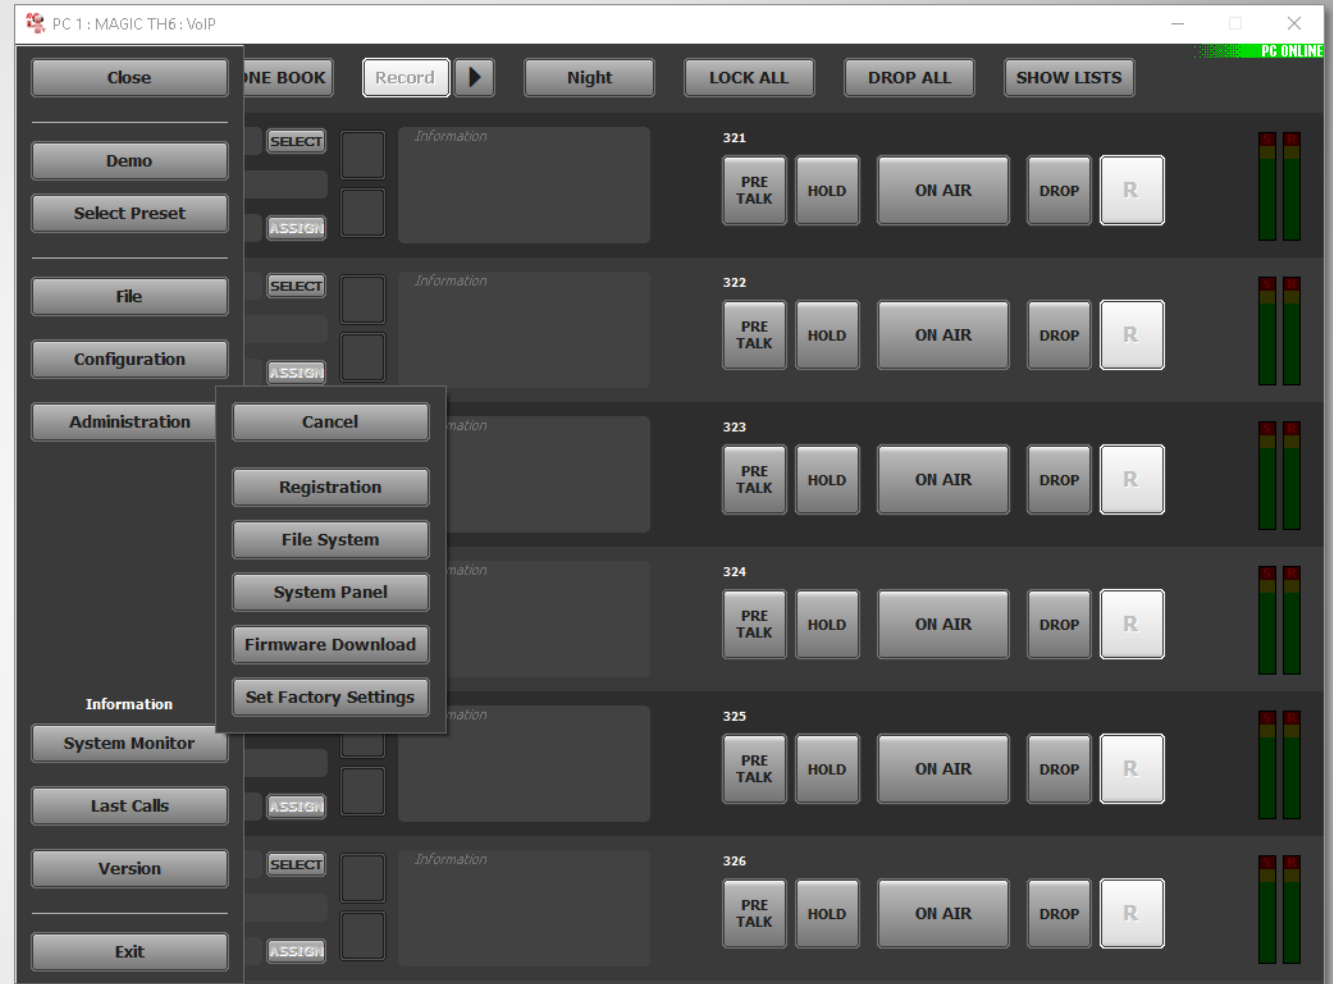 PC 1 : MAGIC TH6 : VoIP
PC ONLINE
Close
ONE BOOK
Record
Night
LOCK ALL
DROP ALL
SHOW LISTS
Demo
Select Preset
File
Configuration
Administration
Cancel
Registration
File System
System Panel
Firmware Download
Set Factory Settings
Information
System Monitor
Last Calls
Version
Exit
SELECT
ASSIGN
Information
321
PRE TALK
HOLD
ON AIR
DROP
R
S R
SELECT
ASSIGN
Information
322
PRE TALK
HOLD
ON AIR
DROP
R
S R
mation
323
PRE TALK
HOLD
ON AIR
DROP
R
S R
mation
324
PRE TALK
HOLD
ON AIR
DROP
R
S R
mation
ASSIGN
325
PRE TALK
HOLD
ON AIR
DROP
R
S R
SELECT
ASSIGN
Information
326
PRE TALK
HOLD
ON AIR
DROP
R
S R